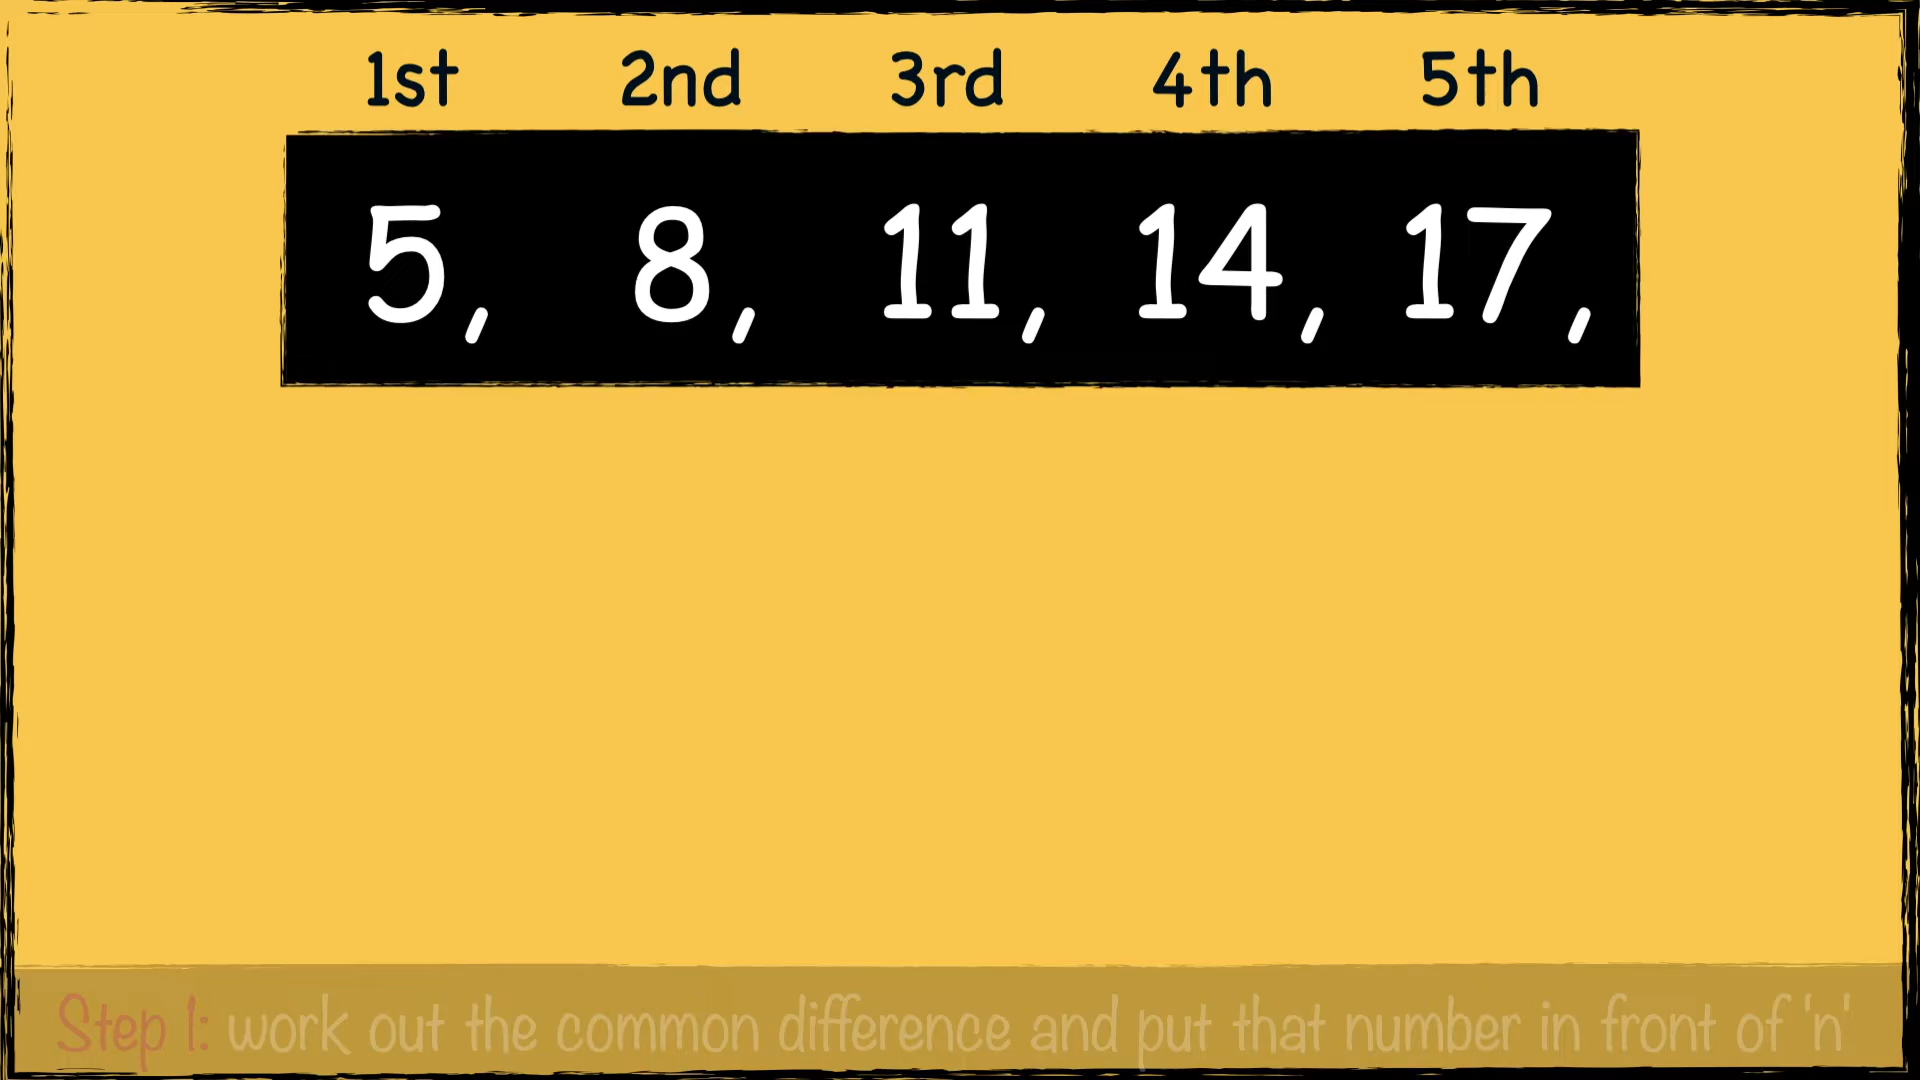 1st 2nd 3rd 4th 5th
5, 8, 11, 14, 17,
Step 1: work out the common difference and put that number in front of 'n'